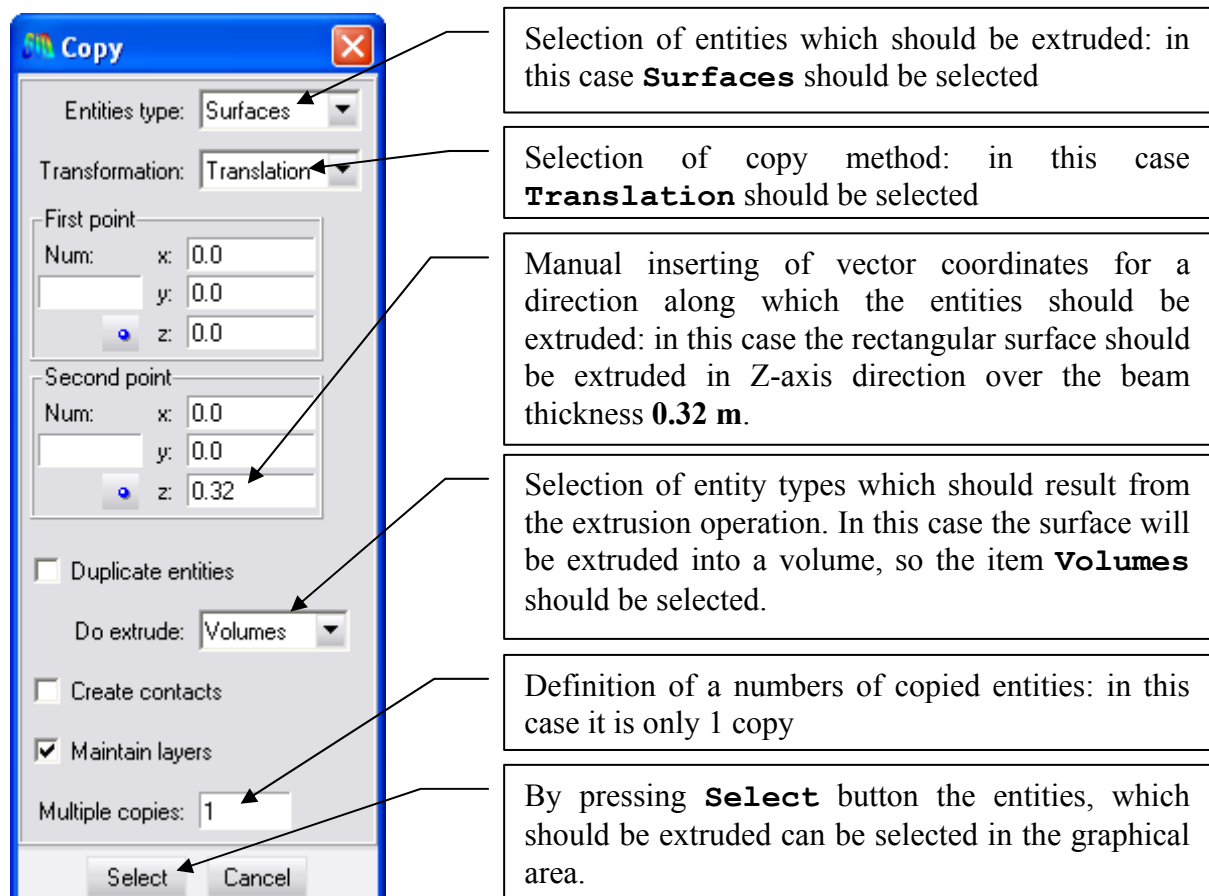 Copy
Entities type: Surfaces
Transformation: Translation
First point
Num: x: 0.0
y: 0.0
z: 0.0
Second point
Num: x: 0.0
y: 0.0
z: 0.32
Duplicate entities
Do extrude: Volumes
Create contacts
Maintain layers
Multiple copies: 1
Select Cancel
Selection of entities which should be extruded: in
this case Surfaces should be selected
Selection of copy method: in this case
Translation should be selected
Manual inserting of vector coordinates for a
direction along which the entities should be
extruded: in this case the rectangular surface should
be extruded in Z-axis direction over the beam
thickness 0.32 m.
Selection of entity types which should result from
the extrusion operation. In this case the surface will
be extruded into a volume, so the item Volumes
should be selected.
Definition of a numbers of copied entities: in this
case it is only 1 copy
By pressing Select button the entities, which
should be extruded can be selected in the graphical
area.